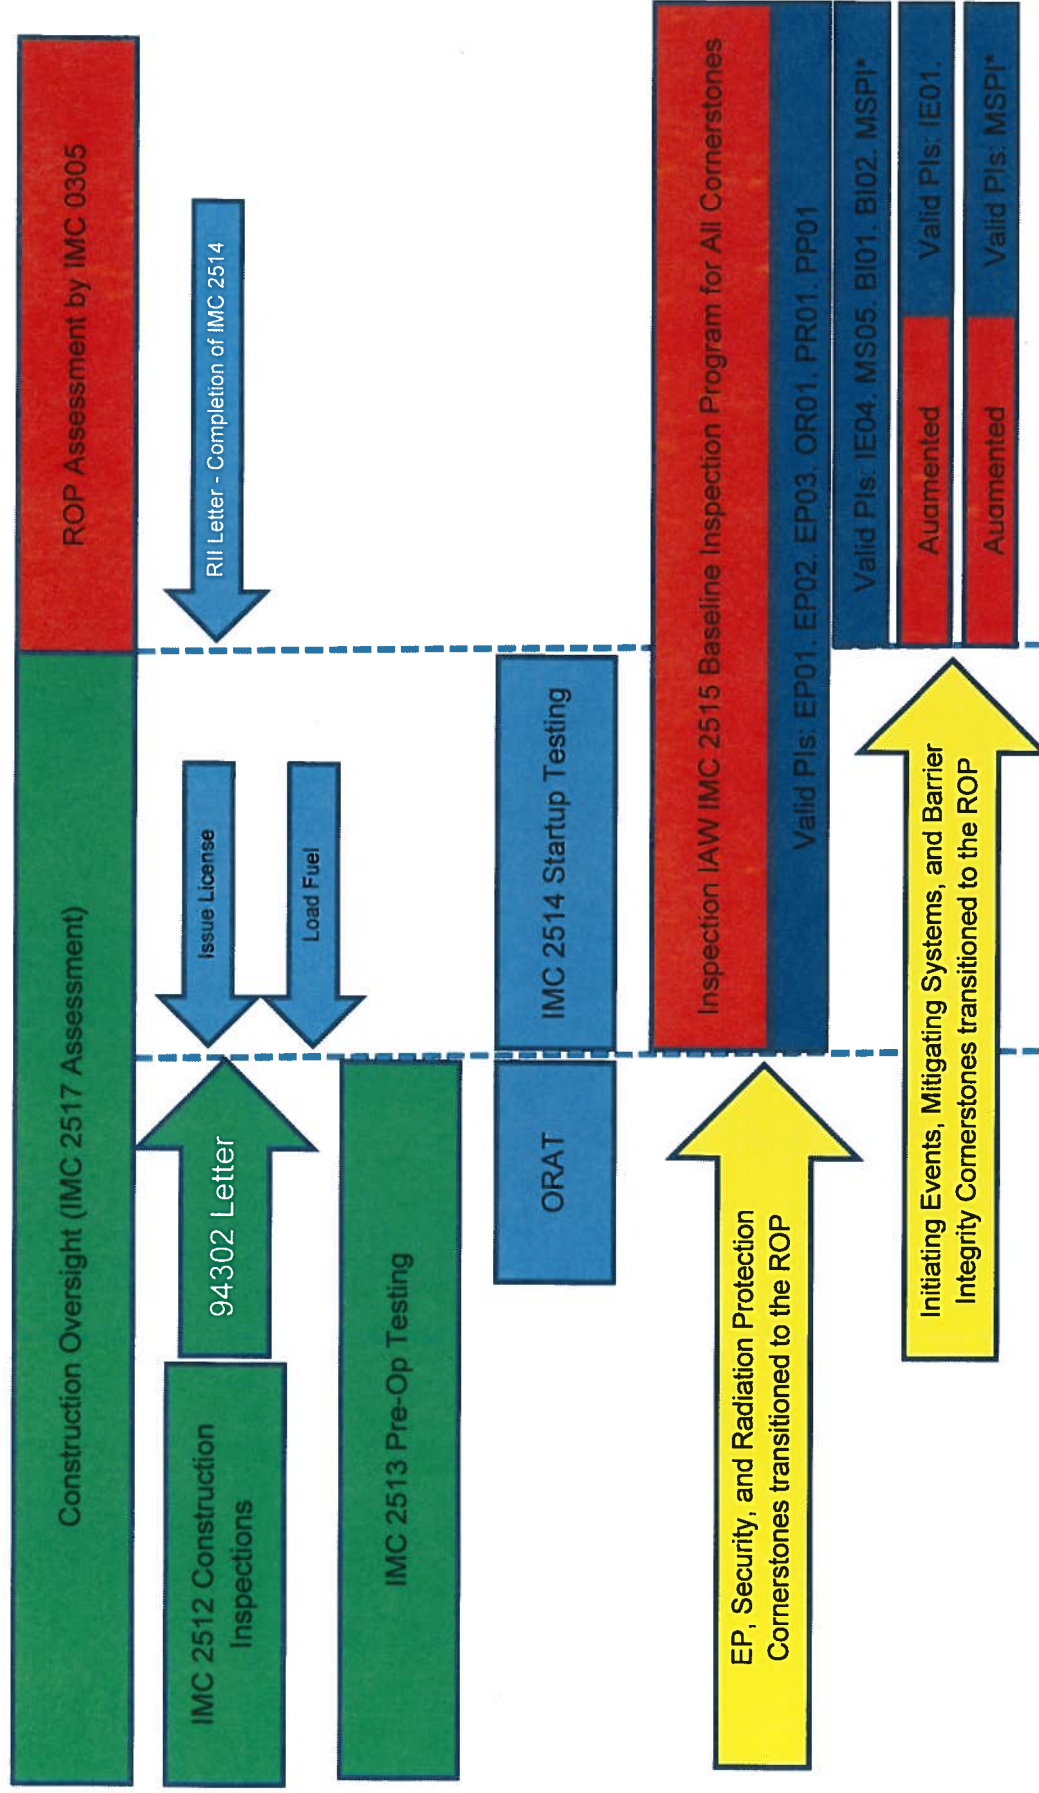 Construction Oversight (IMC 2517 Assessment)
ROP Assessment by IMC 0305
IMC 2512 Construction
Inspections
94302 Letter
Issue License
RII Letter - Completion of IMC 2514
Load Fuel
IMC 2513 Pre-Op Testing
ORAT
IMC 2514 Startup Testing
Inspection IAW IMC 2515 Baseline Inspection Program for All Cornerstones
EP, Security, and Radiation Protection
Cornerstones transitioned to the ROP
Valid PIs: EP01. EP02. EP03. OR01. PR01. PP01
Valid PIs: IE04. MS05. BI01. BI02. MSPI*
Initiating Events, Mitigating Systems, and Barrier
Integrity Cornerstones transitioned to the ROP
Augmented
Valid PIs: IE01.
Augmented
Valid PIs: MSPI*